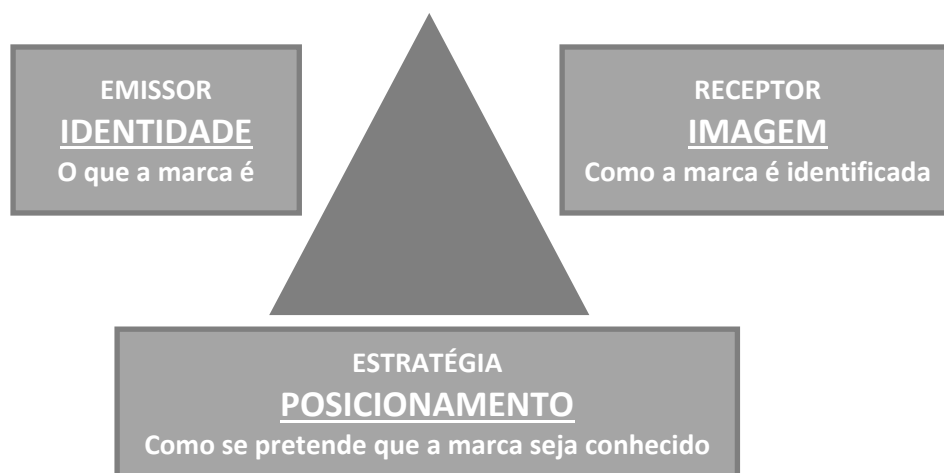 EMISSOR
IDENTIDADE
O que a marca é
RECEPTOR
IMAGEM
Como a marca é identificada
ESTRATÉGIA
POSICIONAMENTO
Como se pretende que a marca seja conhecido